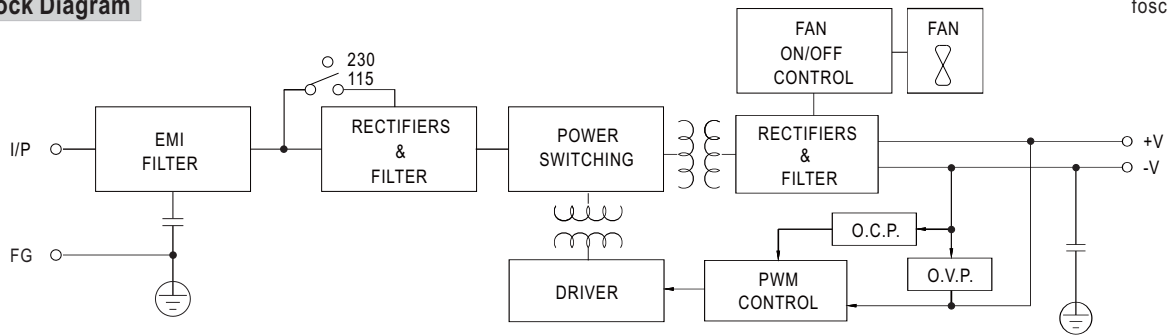 ock Diagram
fosc
230
115
FAN
ON/OFF
CONTROL
FAN
I/P
EMI
FILTER
RECTIFIERS
&
FILTER
POWER
SWITCHING
RECTIFIERS
&
FILTER
+V
-V
FG
O.C.P.
O.V.P.
DRIVER
PWM
CONTROL